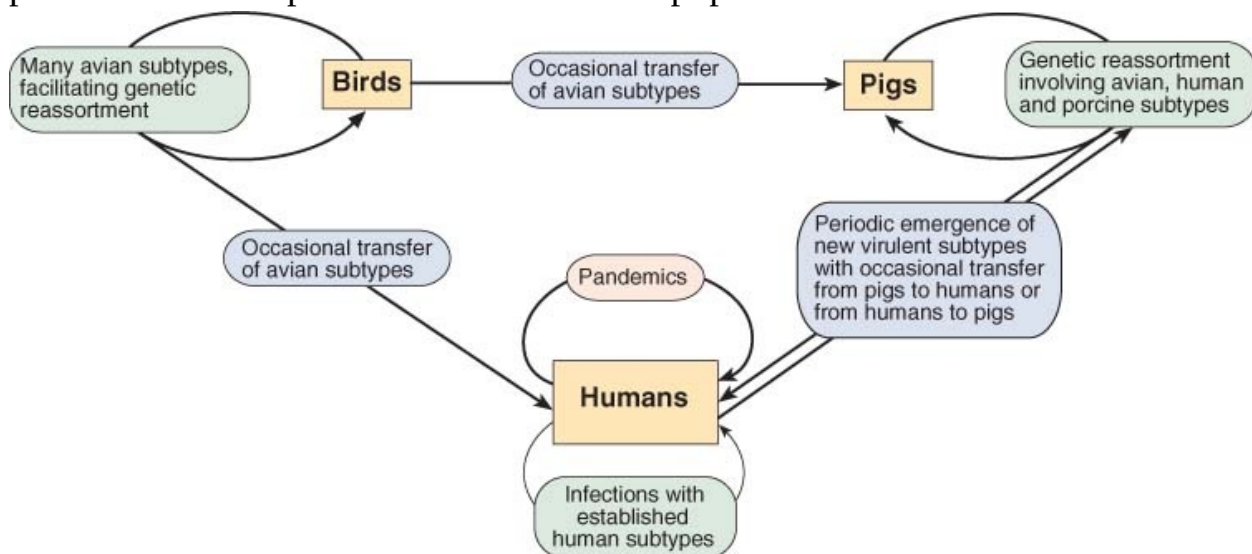 Many avian subtypes,
facilitating genetic
reassortment
Birds
Occasional transfer
of avian subtypes
Pigs
Genetic reassortment
involving avian, human
and porcine subtypes
Occasional transfer
of avian subtypes
Periodic emergence of
new virulent subtypes
with occasional transfer
from pigs to humans or
from humans to pigs
Pandemics
Humans
Infections with
established
human subtypes